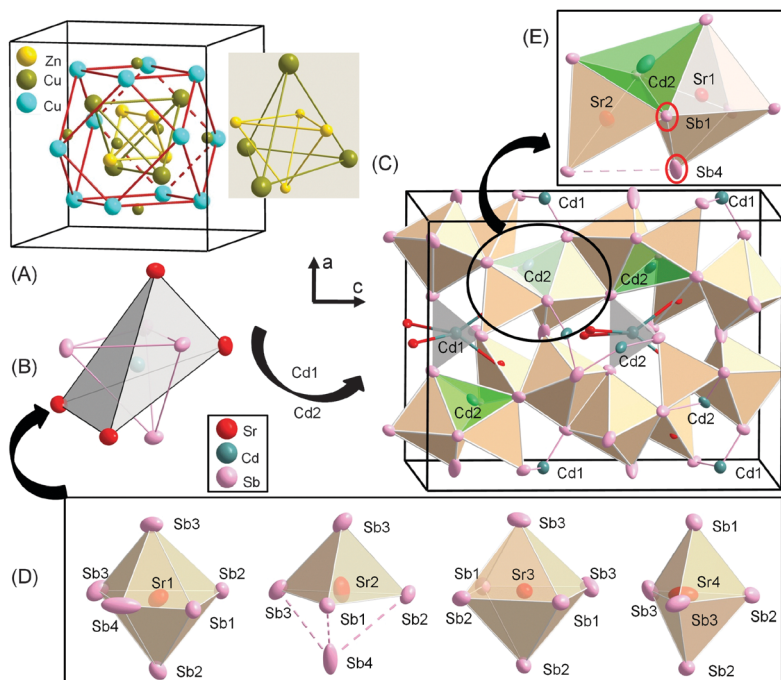 Zn
Cu
Cu
(A)
(B)
Cd1
Cd2
a
c
Sr
Cd
Sb
(C)
Cd1
Cd1
Cd2
Cd2
Cd1
Cd2
Cd2
Cd2
Cd1
Cd1
(E)
Cd2
Sr1
Sr2
Sb1
Sb4
(D)
Sb3
Sb3
Sr1
Sb2
Sb4
Sb1
Sb2
Sb3
Sr2
Sb3
Sb1
Sb2
Sb4
Sb3
Sb1
Sr3
Sb3
Sb2
Sb2
Sb2
Sb1
Sr4
Sb3
Sb3
Sb2
Sb2